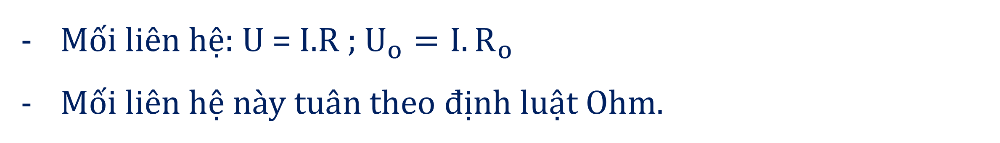 - Mối liên hệ: U = I.R ; Uₒ = I. Rₒ
- Mối liên hệ này tuân theo định luật Ohm.